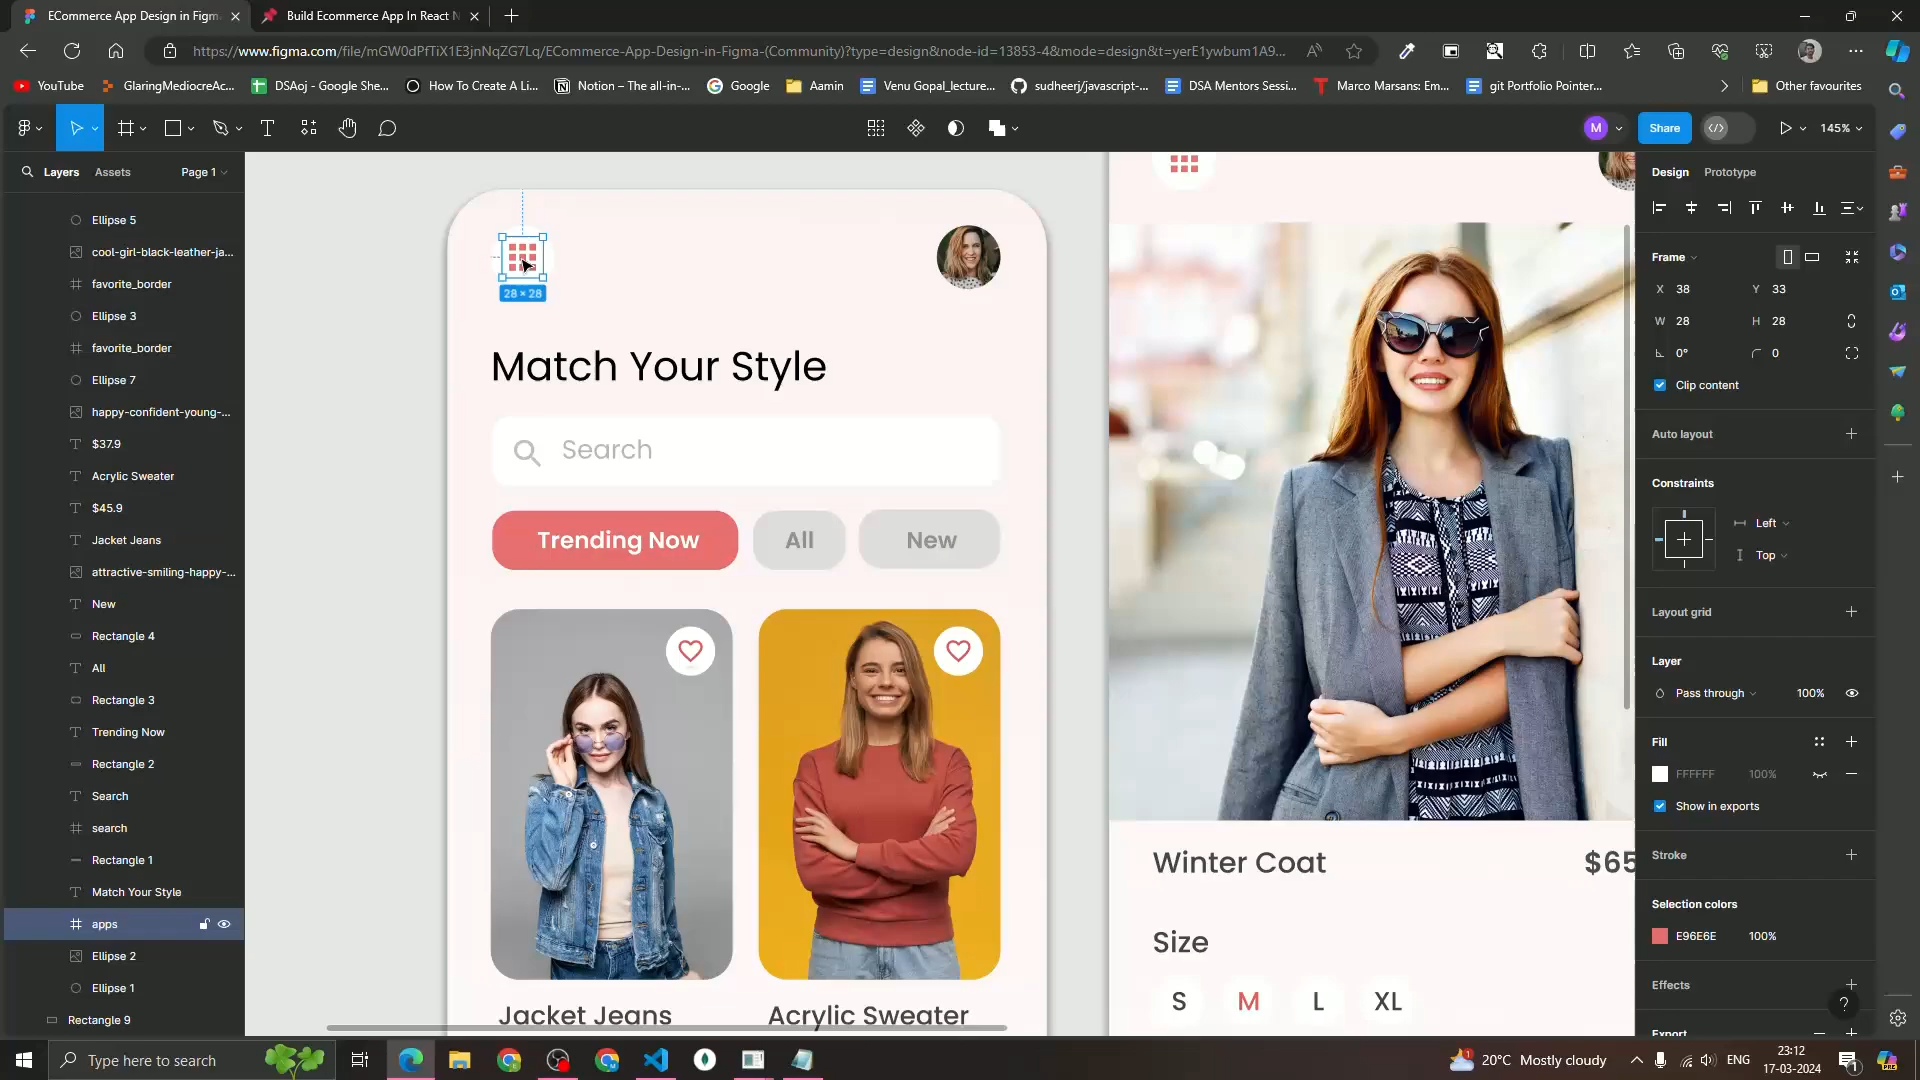 ECommerce App Design in Figm
Build Ecommerce App In React N
https://www.figma.com/file/mGW0dPfTiX1E3jnNqZG7Lq/ECommerce-App-Design-in-Figma-(Community)?type=design&node-id=13853-4&mode=design&t=yerE1ywbum1A9...
YouTube
GlaringMediocreAc...
DSAoj - Google She...
How To Create A Li...
Notion – The all-in-...
Google
Aamin
Venu Gopal_lecture...
sudheerj/javascript-...
DSA Mentors Sessi...
Marco Marsans: Em...
git Portfolio Pointer...
Other favourites
M
Share
145%
Layers
Assets
Page 1
Ellipse 5
cool-girl-black-leather-ja...
favorite_border
Ellipse 3
favorite_border
Ellipse 7
happy-confident-young-...
$37.9
Acrylic Sweater
$45.9
Jacket Jeans
attractive-smiling-happy-...
New
Rectangle 4
All
Rectangle 3
Trending Now
Rectangle 2
Search
search
Rectangle 1
Match Your Style
apps
Ellipse 2
Ellipse 1
Rectangle 9
28 × 28
Match Your Style
Search
Trending Now
All
New
Jacket Jeans
Acrylic Sweater
Winter Coat
$65
Size
S
M
L
XL
Design
Prototype
Frame
X 38
Y 33
W 28
H 28
0°
0
Clip content
Auto layout
Constraints
Left
Top
Layout grid
Layer
Pass through
100%
Fill
FFFFFF
100%
Show in exports
Stroke
Selection colors
E96E6E
100%
Effects
?
Export
Type here to search
20°C Mostly cloudy
ENG
23:12
17-03-2024
1